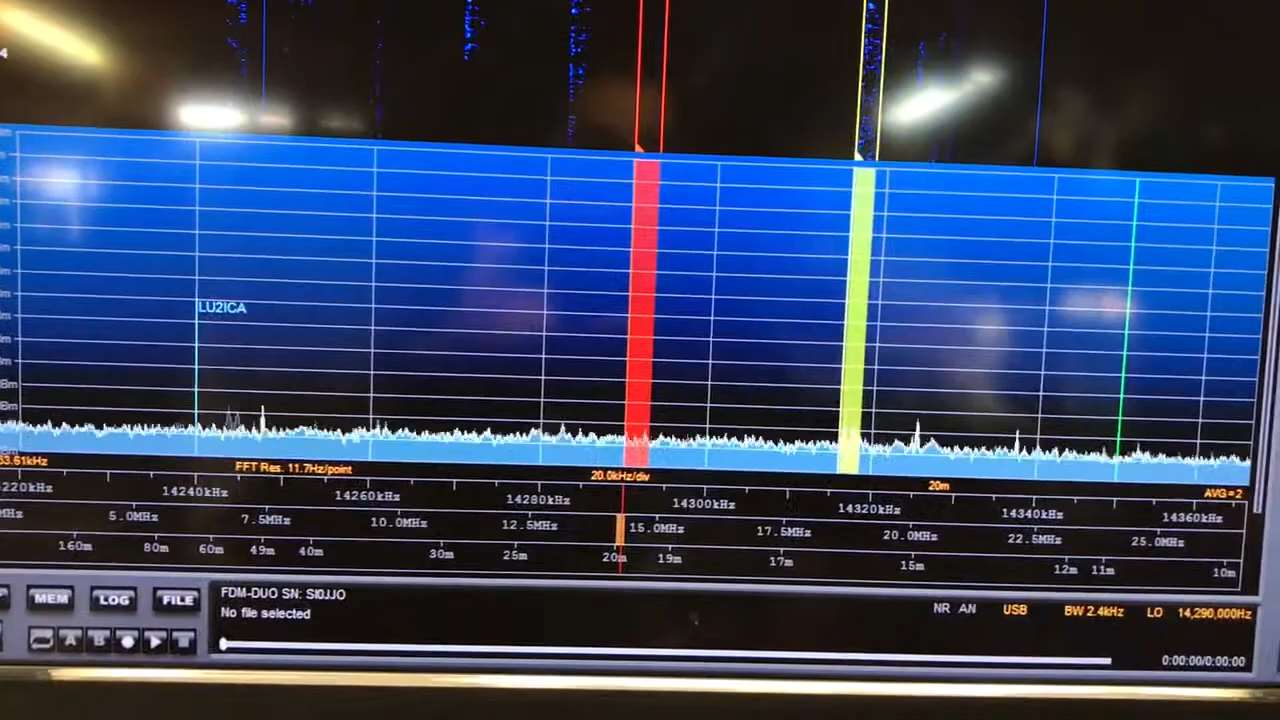 4
LU2ICA
53.61kHz
FFT Res. 11.7Hz/point
20.0kHz/div
20m
AVG=2
220kHz
14240kHz
14260kHz
14280kHz
14300kHz
14320kHz
14340kHz
14360kHz
MHz
5.0MHz
7.5MHz
10.0MHz
12.5MHz
15.0MHz
17.5MHz
20.0MHz
22.5MHz
25.0MHz
160m
80m
60m
49m
40m
30m
25m
20m
19m
17m
15m
12m
11m
10m
MEM
LOG
FILE
FDM-DUO SN: SI0JJO
No file selected
NR AN
USB
BW 2.4kHz
LO 14,290,000Hz
A
B
0:00:00/0:00:00